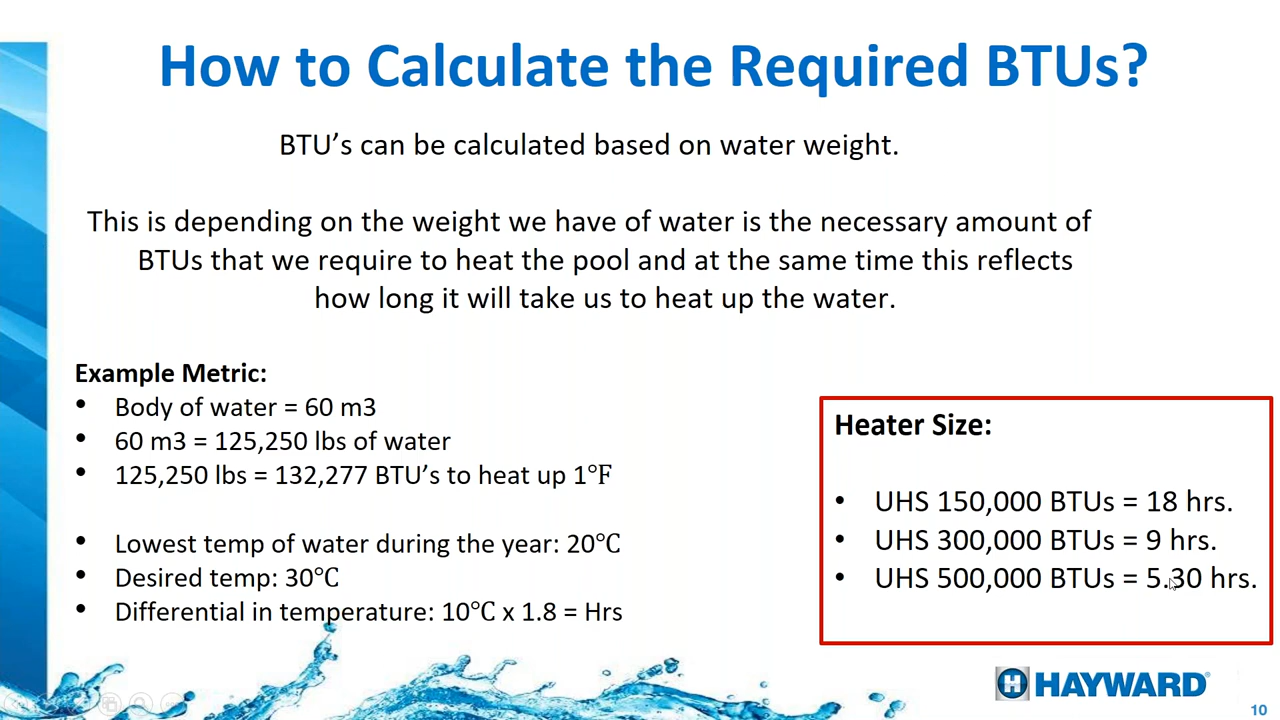 How to Calculate the Required BTUs?
BTU’s can be calculated based on water weight.
This is depending on the weight we have of water is the necessary amount of
BTUs that we require to heat the pool and at the same time this reflects
how long it will take us to heat up the water.
Example Metric:
• Body of water = 60 m3
• 60 m3 = 125,250 lbs of water
• 125,250 lbs = 132,277 BTU’s to heat up 1°F
• Lowest temp of water during the year: 20°C
• Desired temp: 30°C
• Differential in temperature: 10°C x 1.8 = Hrs
Heater Size:
• UHS 150,000 BTUs = 18 hrs.
• UHS 300,000 BTUs = 9 hrs.
• UHS 500,000 BTUs = 5.30 hrs.
H HAYWARD®
10